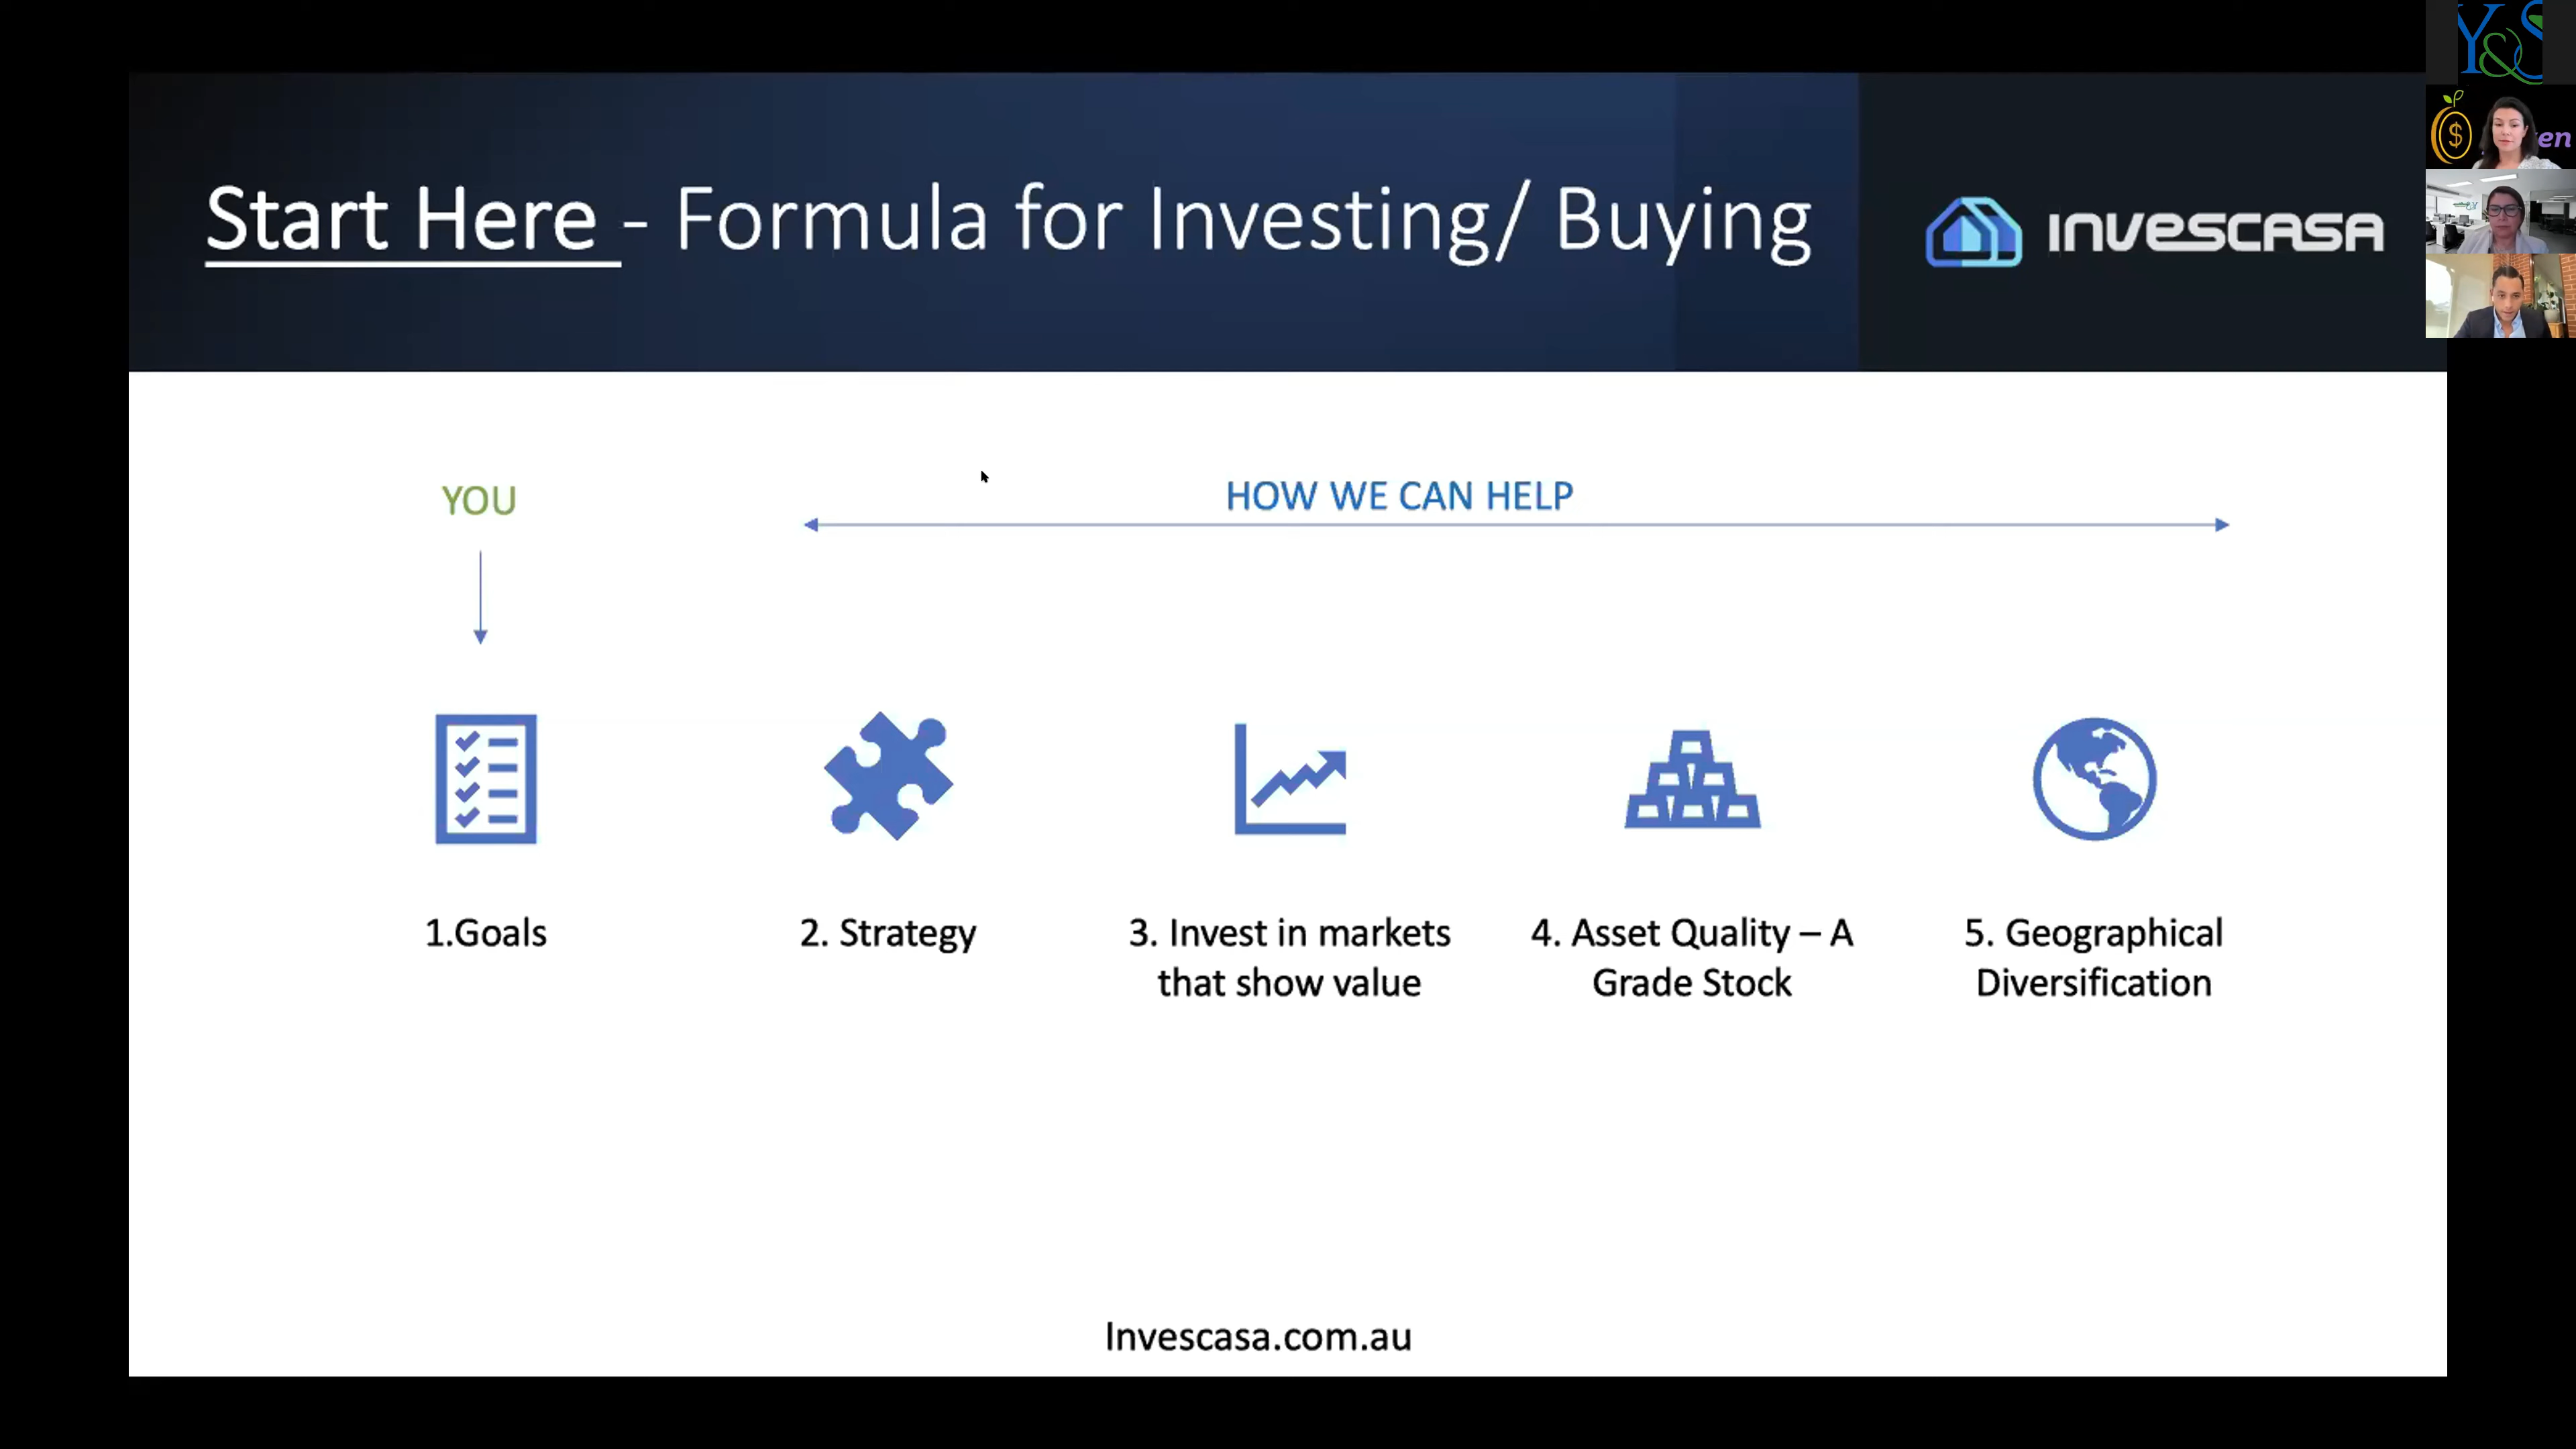 Y&S
en
Start Here - Formula for Investing/ Buying
INVESCASA
YOU
HOW WE CAN HELP
1.Goals
2. Strategy
3. Invest in markets
that show value
4. Asset Quality – A
Grade Stock
5. Geographical
Diversification
Invescasa.com.au